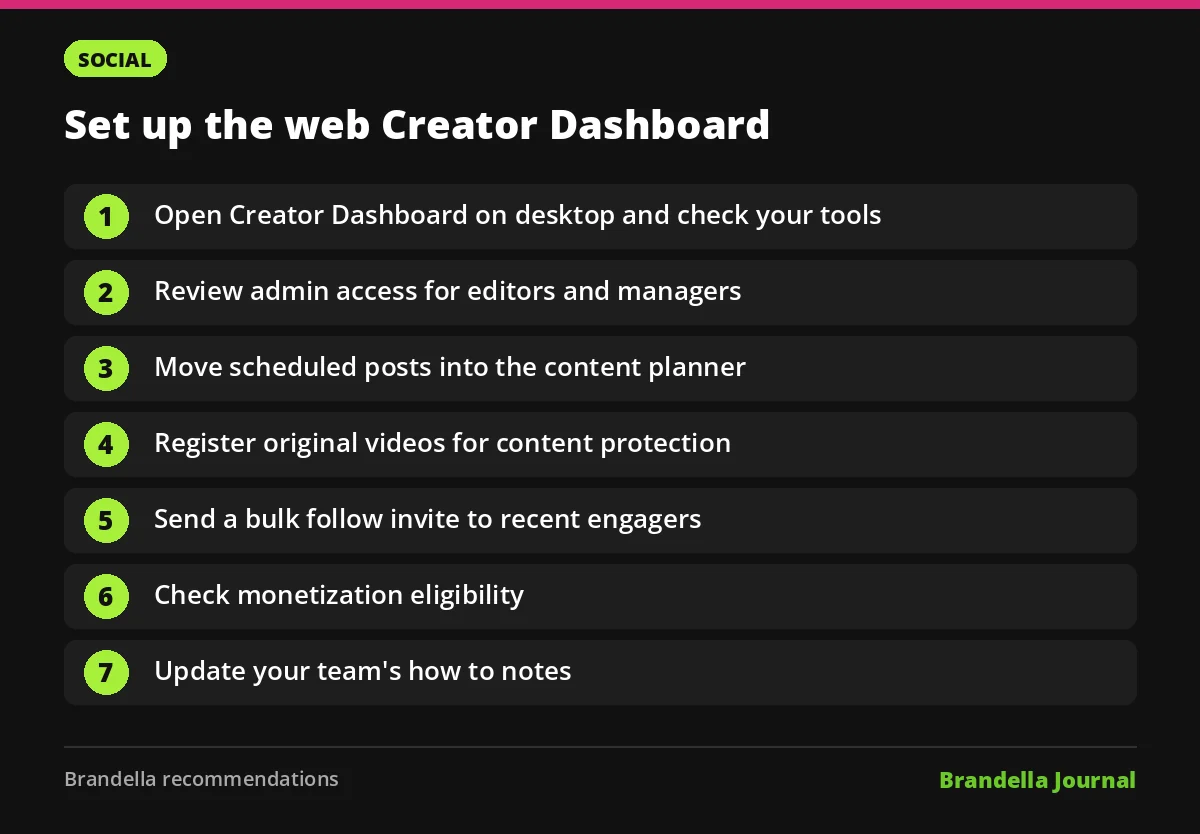 SOCIAL
Set up the web Creator Dashboard
1 Open Creator Dashboard on desktop and check your tools
2 Review admin access for editors and managers
3 Move scheduled posts into the content planner
4 Register original videos for content protection
5 Send a bulk follow invite to recent engagers
6 Check monetization eligibility
7 Update your team's how to notes
Brandella recommendations
Brandella Journal